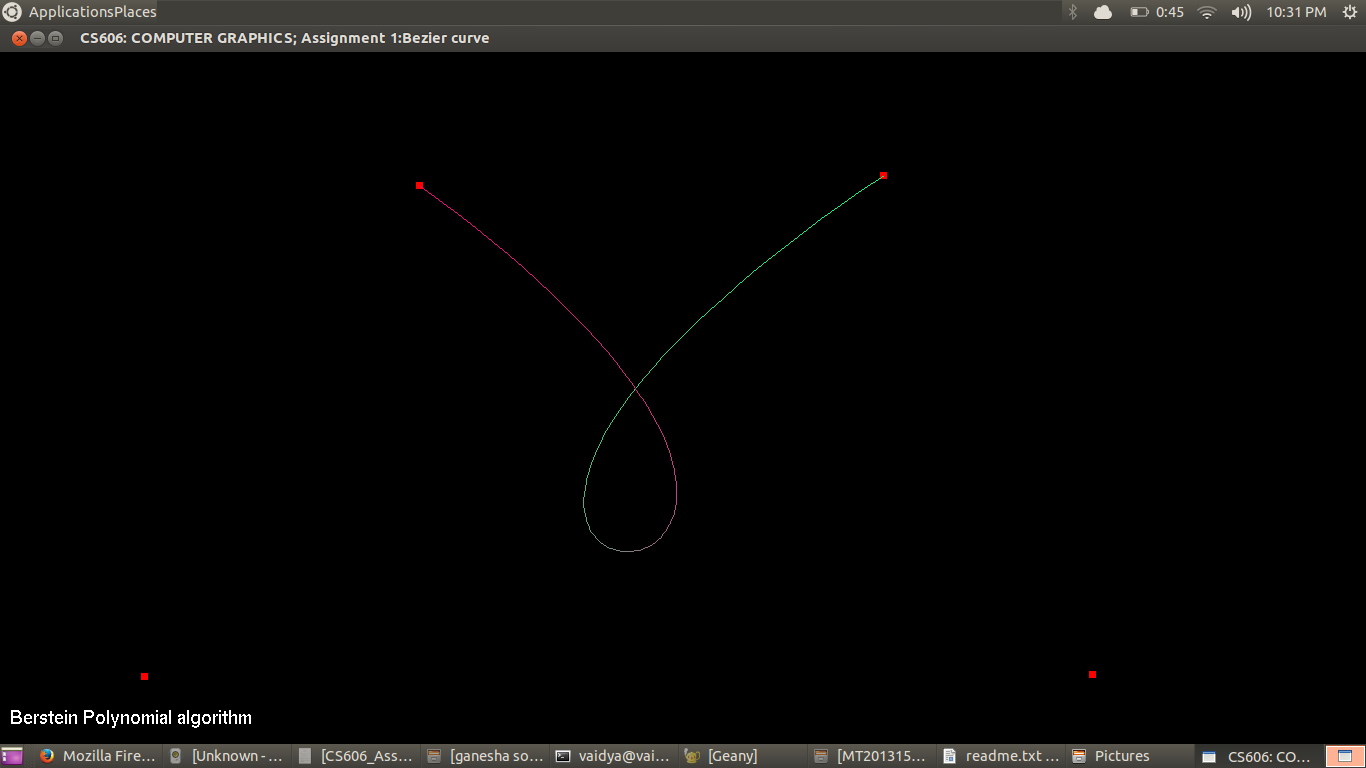 ApplicationsPlaces 0:45 10:31 PM
CS606: COMPUTER GRAPHICS; Assignment 1:Bezier curve
Berstein Polynomial algorithm
Mozilla Fire... [Unknown - ... [CS606_Ass... [ganesha so... vaidya@vai... [Geany] [MT201315... readme.txt ... Pictures CS606: CO...